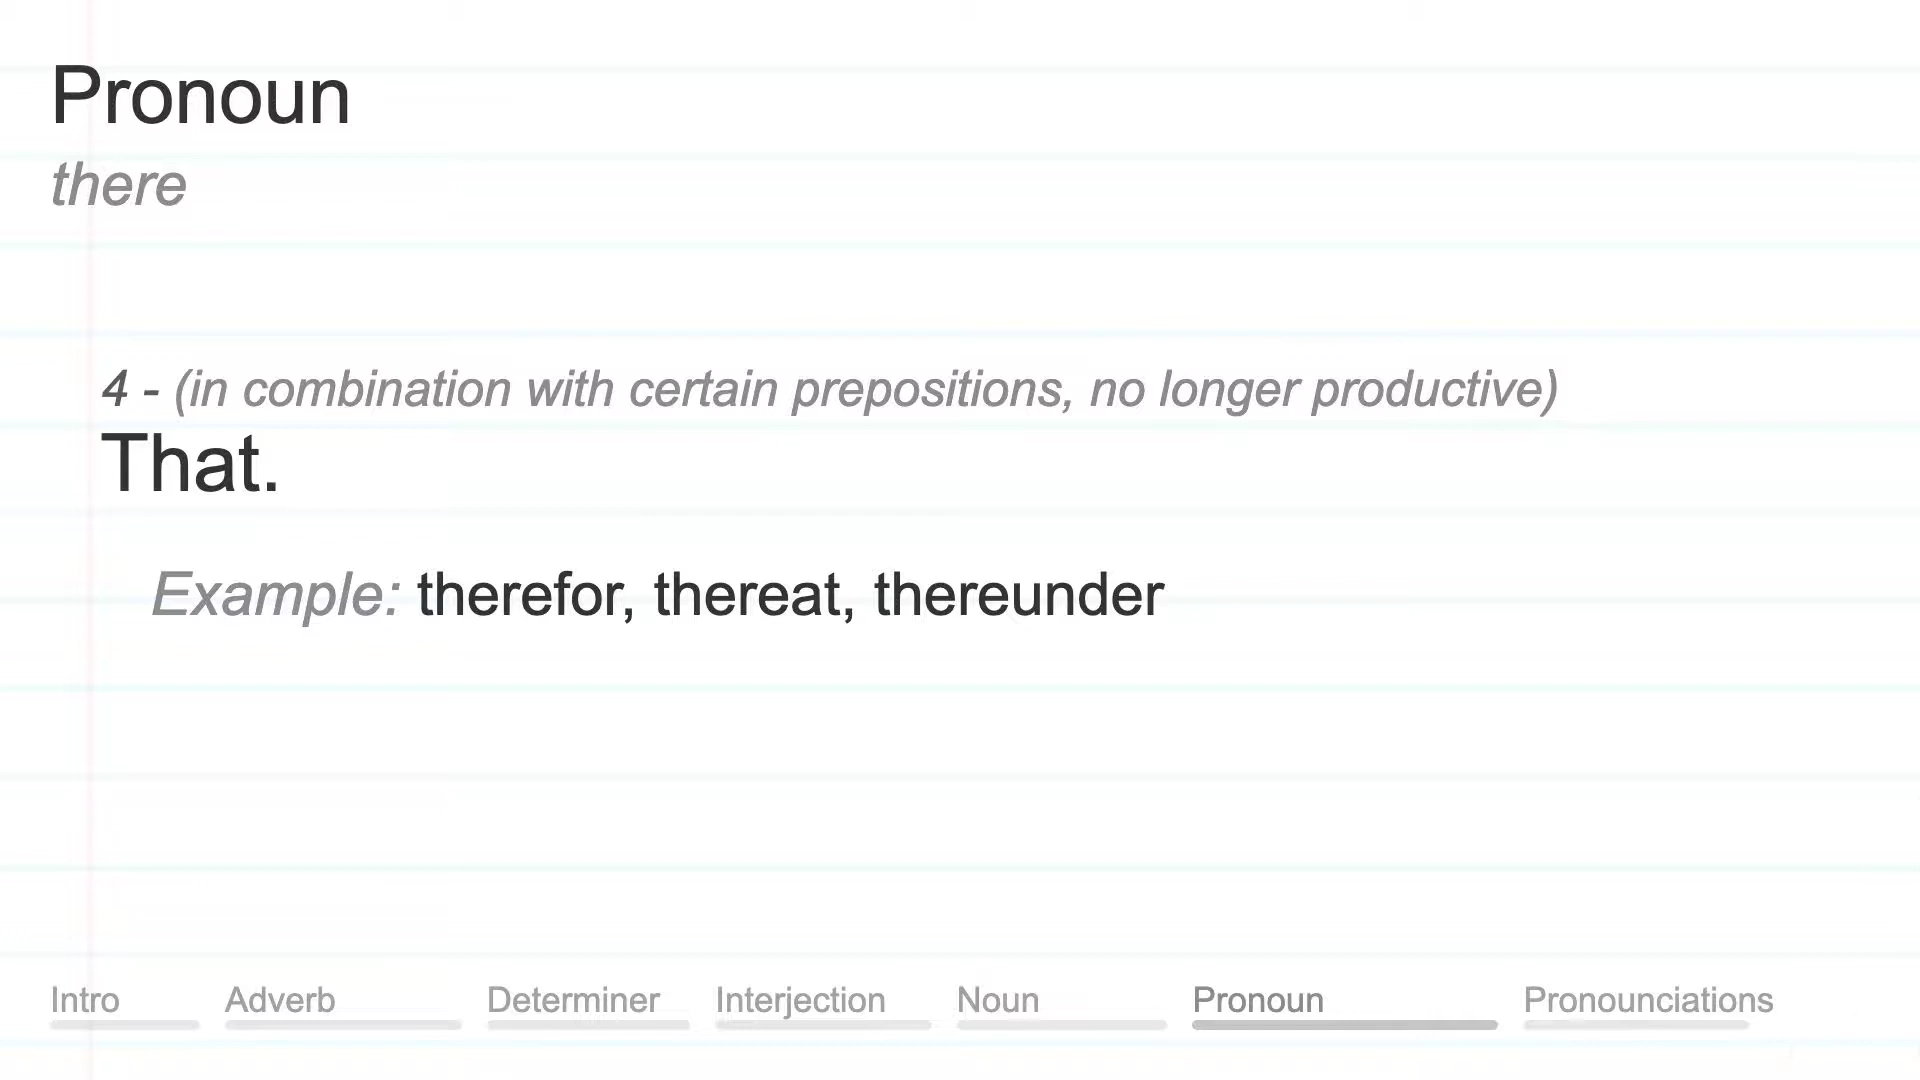 Pronoun
there
4 - (in combination with certain prepositions, no longer productive)
That.
Example: therefor, thereat, thereunder
Intro Adverb Determiner Interjection Noun Pronoun Pronounciations